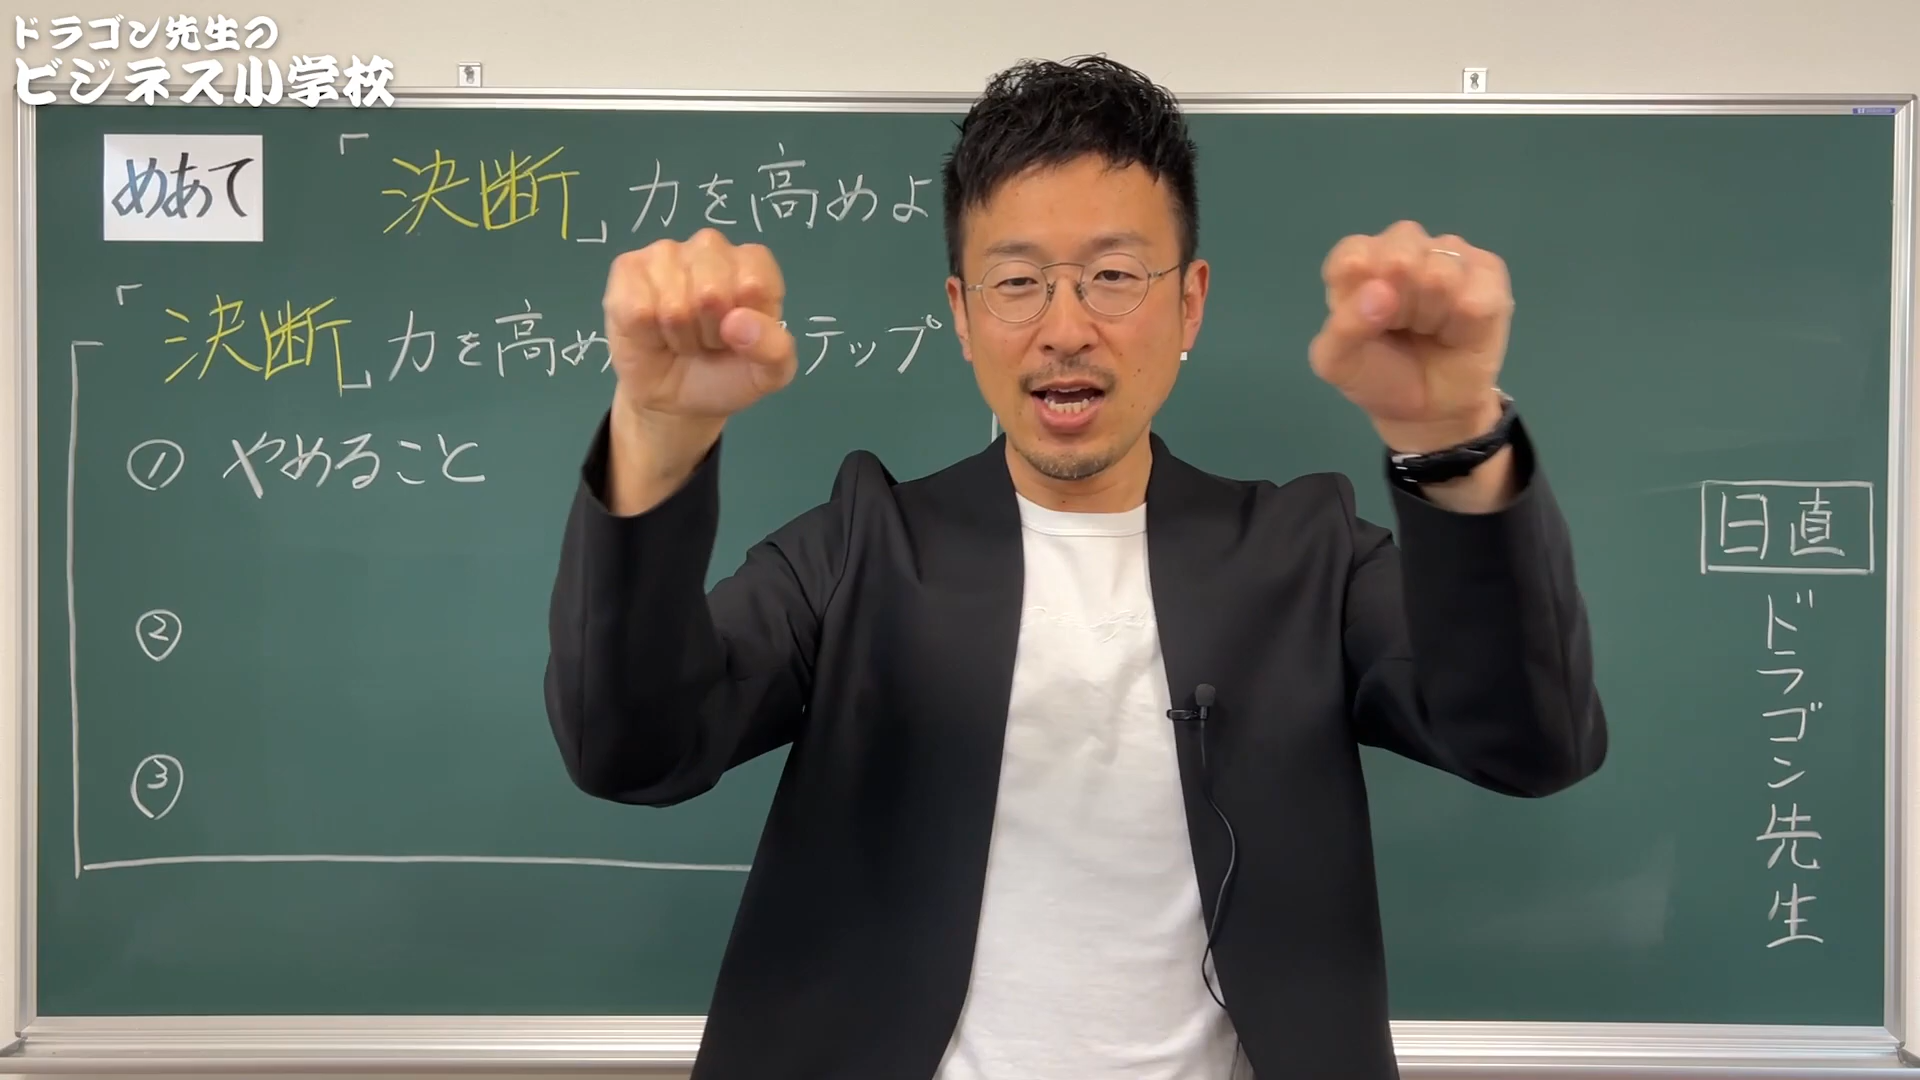 ドラゴン先生の
ビジネス小学校
めあて
「決断」力を高めよ
「決断」力を高め
テップ
① やめること
②
③
日直
ドラゴン先生